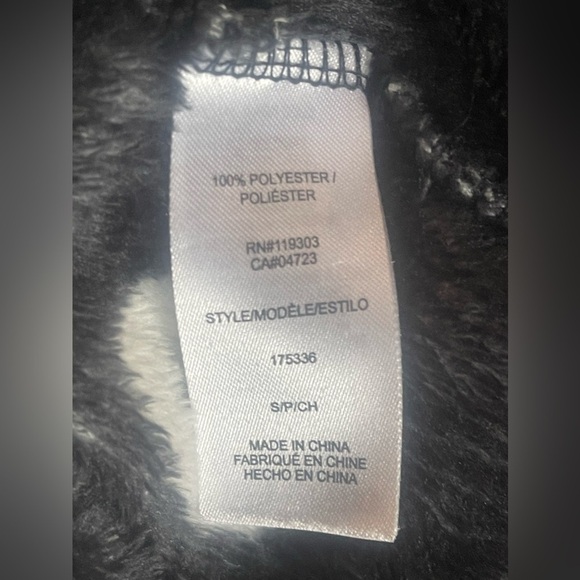 100% POLYESTER /
POLIÉSTER
RN#119303
CA#04723
STYLE/MODÈLE/ESTILO
175336
S/P/CH
MADE IN CHINA
FABRIQUÉ EN CHINE
HECHO EN CHINA